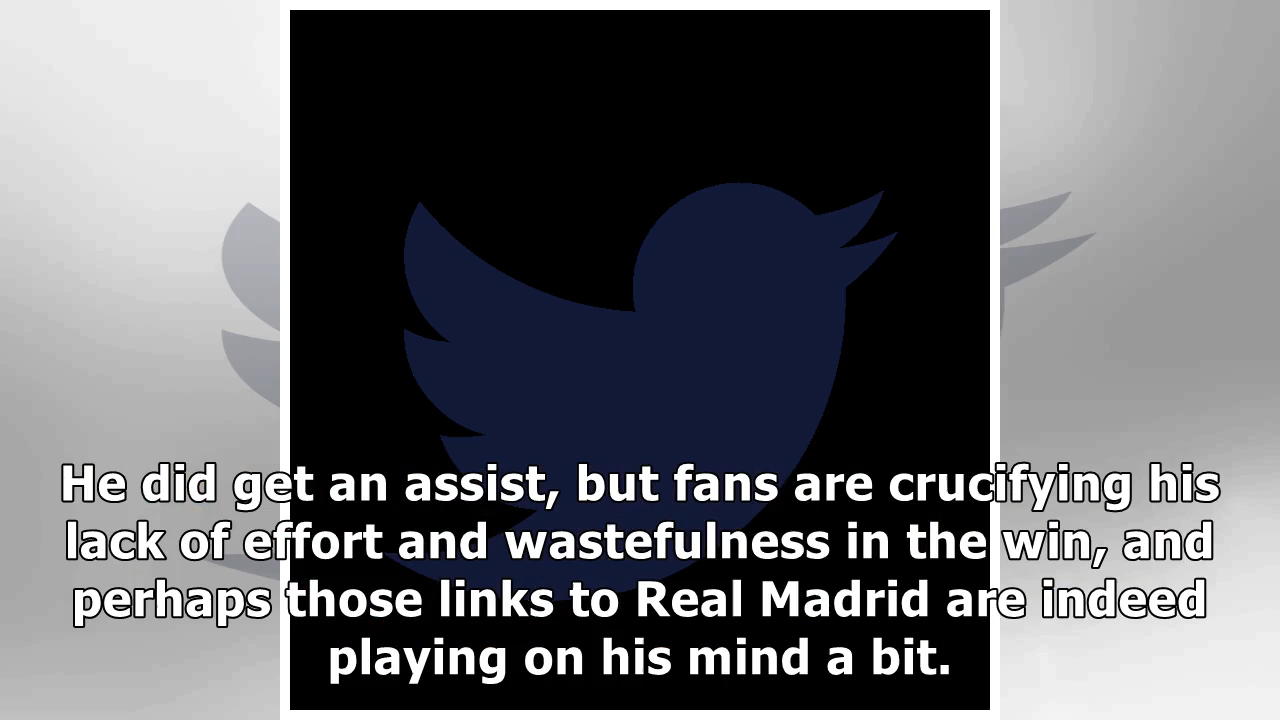 He did get an assist, but fans are crucifying his
lack of effort and wastefulness in the win, and
perhaps those links to Real Madrid are indeed
playing on his mind a bit.